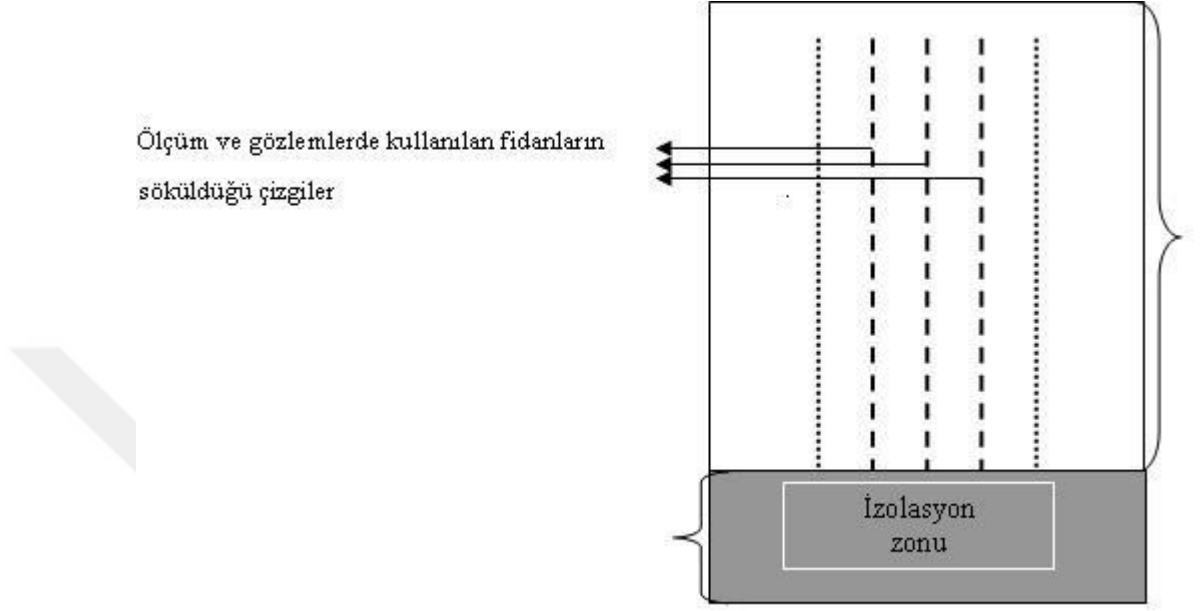 Ölçüm ve gözlemlerde kullanılan fidanların
söküldüğü çizgiler
İzolasyon
zonu